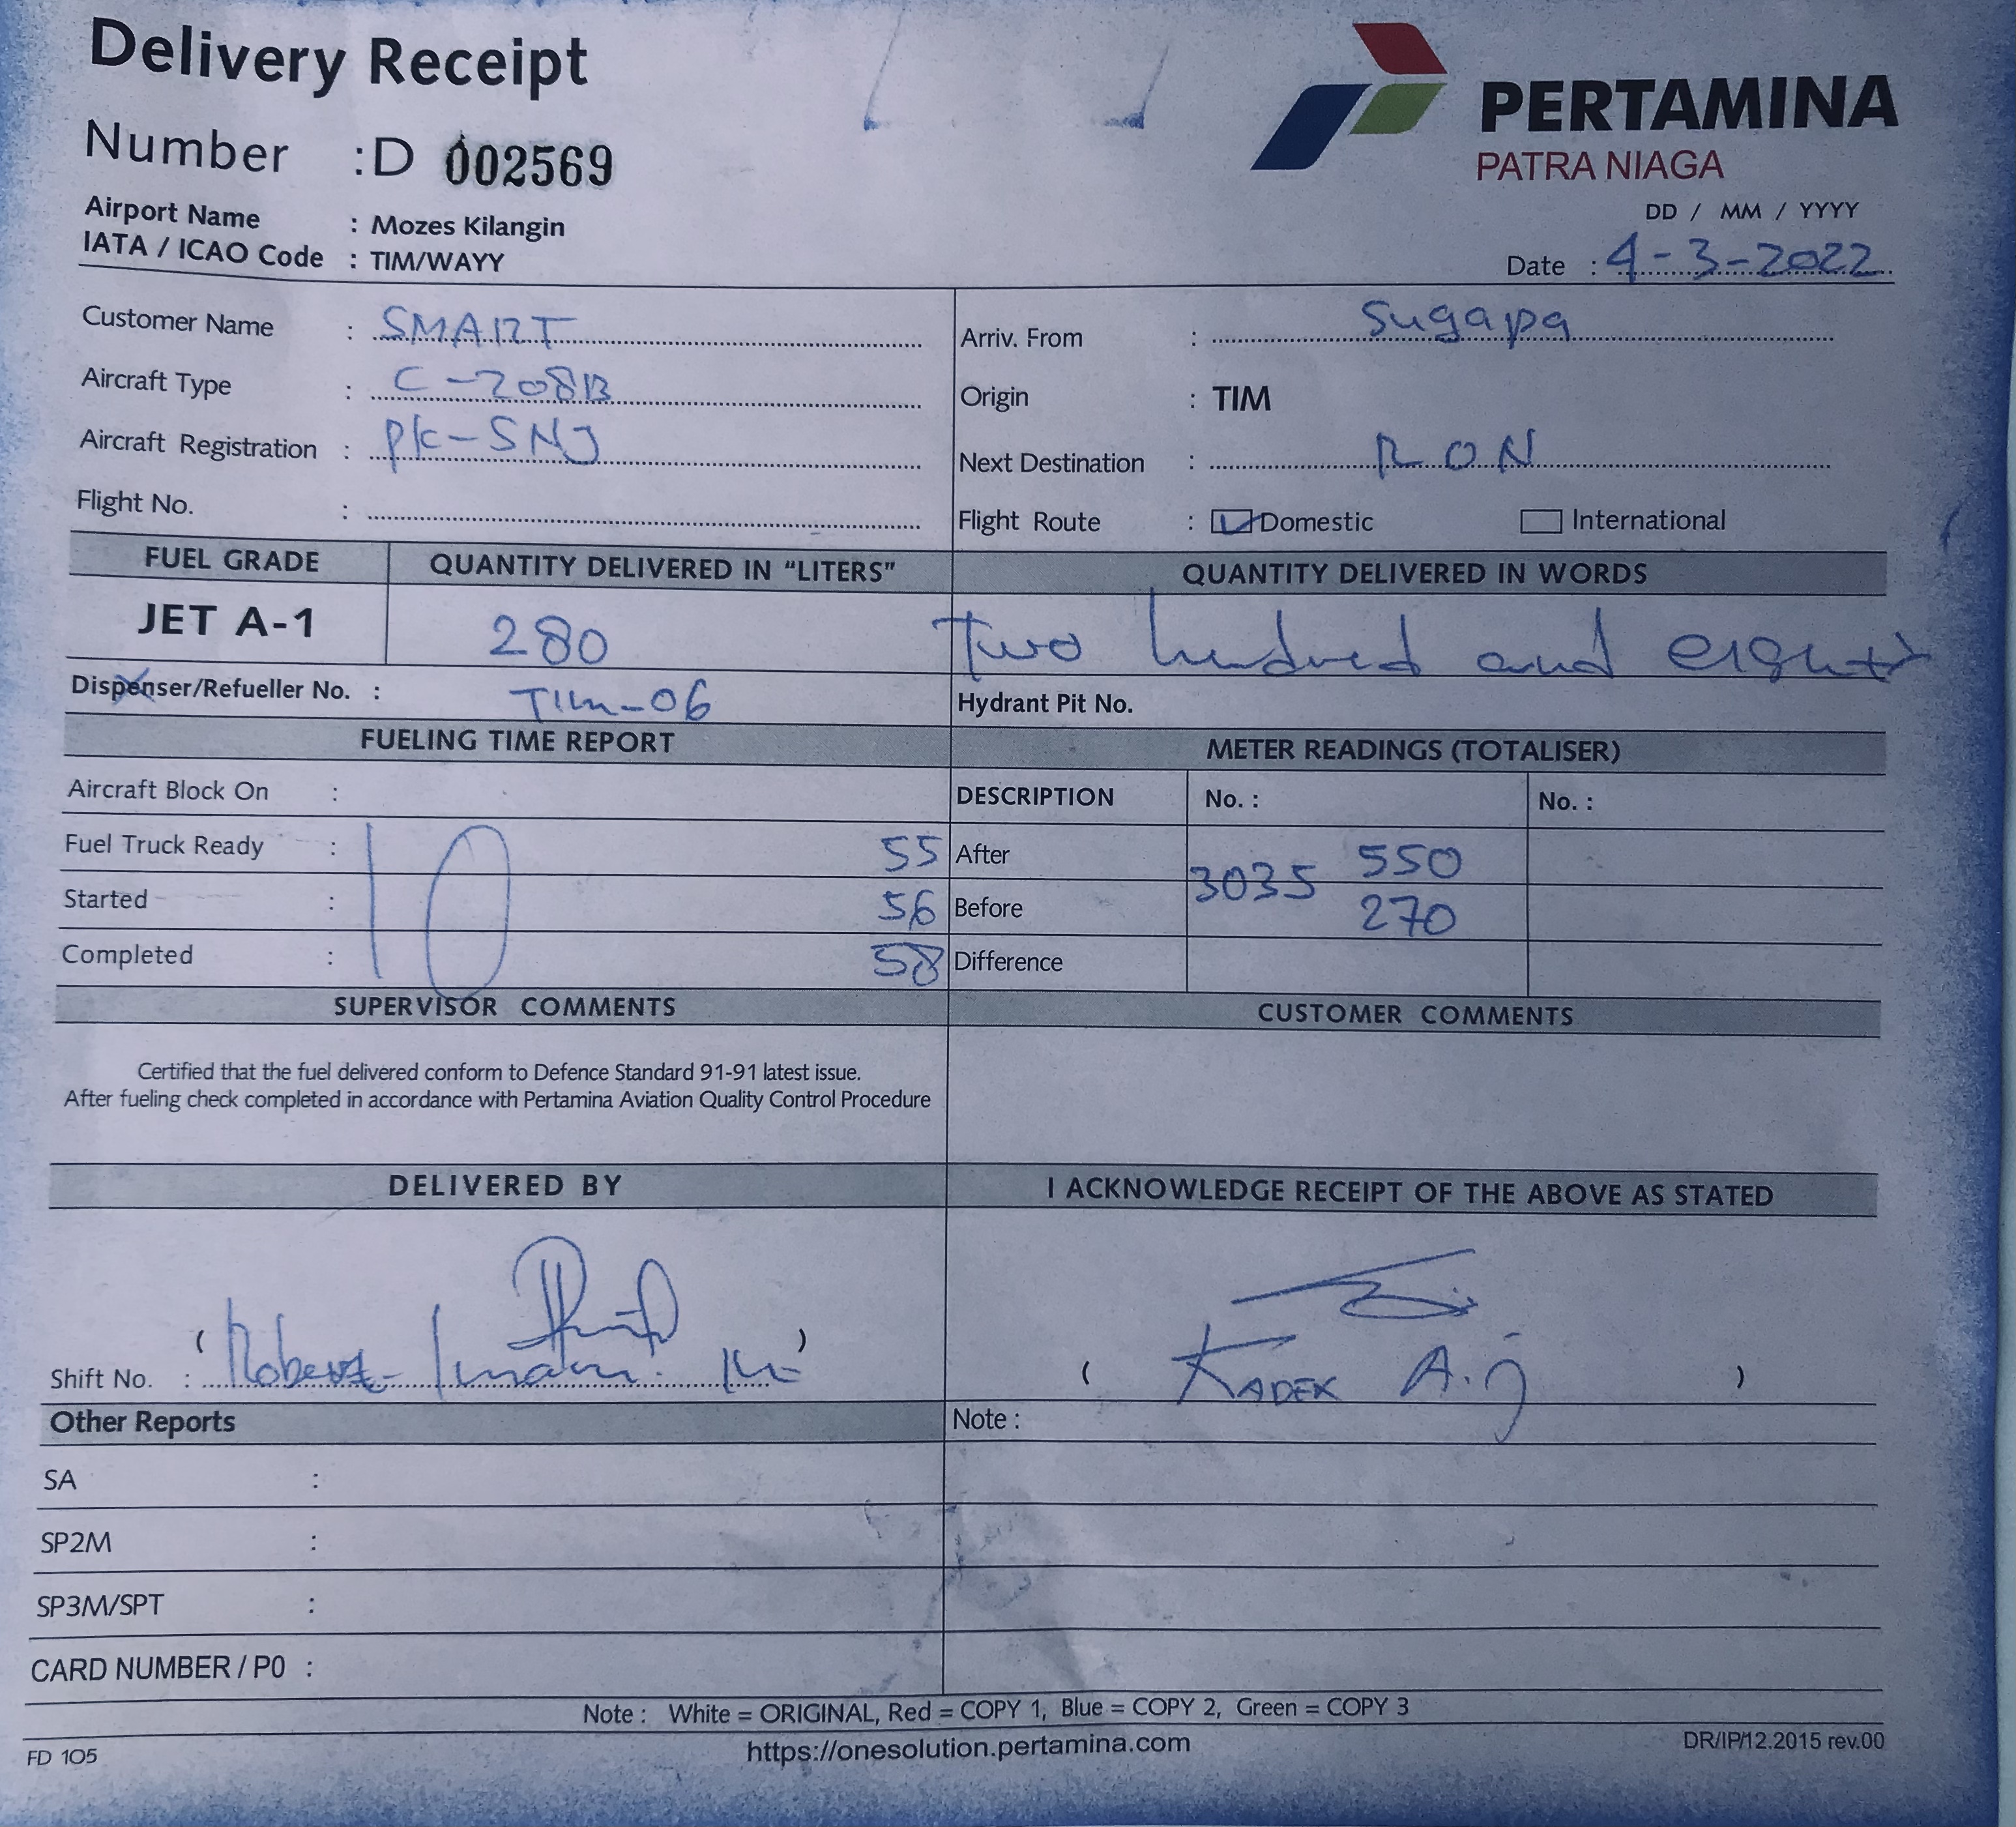 Delivery Receipt
PERTAMINA
PATRA NIAGA
Number :D 002569
Airport Name : Mozes Kilangin
IATA / ICAO Code : TIM/WAYY
DD / MM / YYYY
Date : 4-3-2022
Customer Name : SMART
Arriv. From : Sugapa
Aircraft Type : C-208B
Origin : TIM
Aircraft Registration : PK-SNJ
Next Destination : RON
Flight No. :
Flight Route : Domestic International
FUEL GRADE QUANTITY DELIVERED IN “LITERS” QUANTITY DELIVERED IN WORDS
JET A-1 280 Two hundred and eighty
Dispenser/Refueller No. : TIM-06 Hydrant Pit No.
FUELING TIME REPORT METER READINGS (TOTALISER)
Aircraft Block On : DESCRIPTION No. : No. :
Fuel Truck Ready : 10 55 After 3035 550
Started : 56 Before 270
Completed : 58 Difference
SUPERVISOR COMMENTS CUSTOMER COMMENTS
Certified that the fuel delivered conform to Defence Standard 91-91 latest issue.
After fueling check completed in accordance with Pertamina Aviation Quality Control Procedure
DELIVERED BY I ACKNOWLEDGE RECEIPT OF THE ABOVE AS STATED
( )
Shift No. : Robert ( KADEK A.J )
Other Reports Note :
SA :
SP2M :
SP3M/SPT :
CARD NUMBER / P0 :
Note : White = ORIGINAL, Red = COPY 1, Blue = COPY 2, Green = COPY 3
FD 105 https://onesolution.pertamina.com DR/IP/12.2015 rev.00